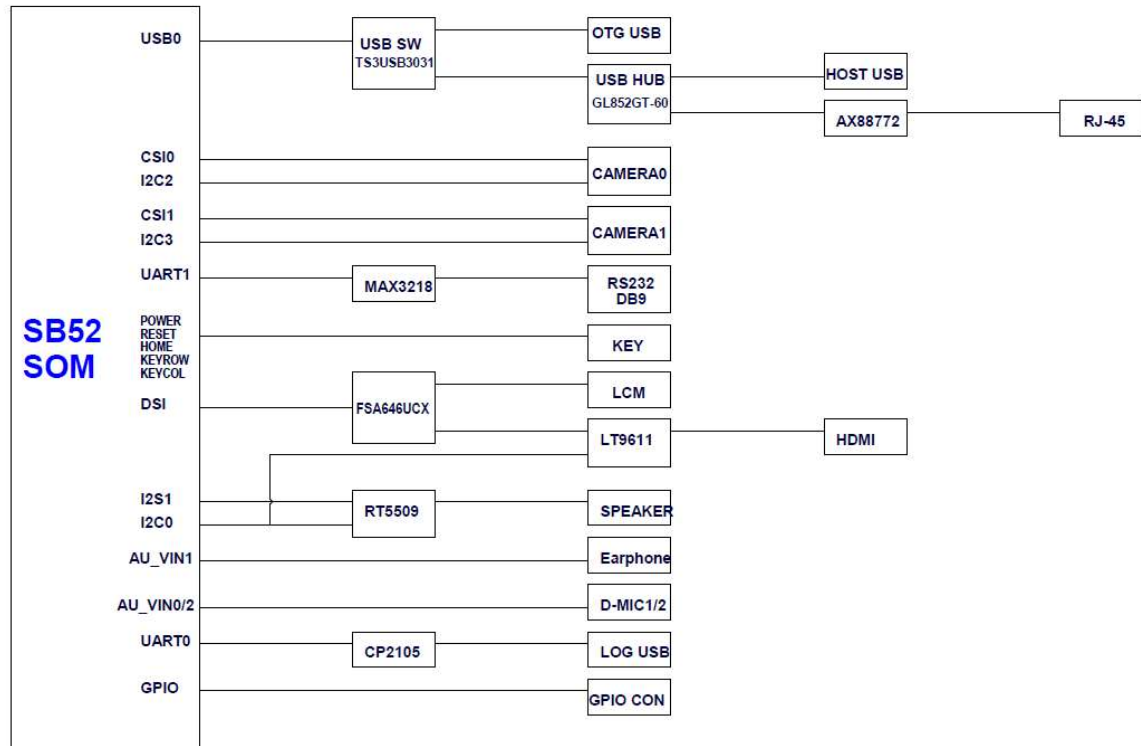 USB0
USB SW
TS3USB3031
OTG USB
USB HUB
GL852GT-60
HOST USB
AX88772
RJ-45
CSI0
I2C2
CAMERA0
CSI1
I2C3
CAMERA1
UART1
MAX3218
RS232
DB9
SB52
SOM
POWER
RESET
HOME
KEYROW
KEYCOL
KEY
DSI
FSA646UCX
LCM
LT9611
HDMI
I2S1
I2C0
RT5509
SPEAKER
AU_VIN1
Earphone
AU_VIN0/2
D-MIC1/2
UART0
CP2105
LOG USB
GPIO
GPIO CON